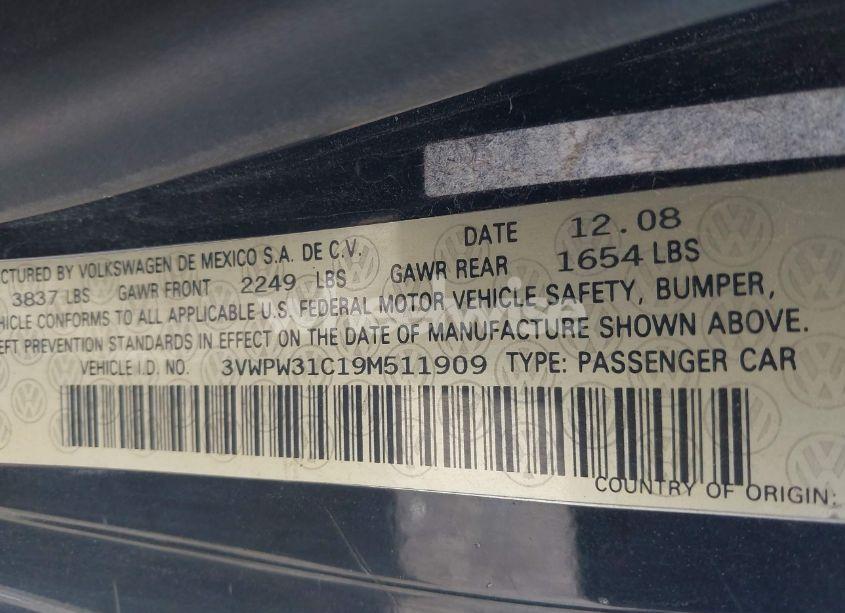 CTURED BY VOLKSWAGEN DE MEXICO S.A. DE C.V. DATE 12.08
3837 LBS GAWR FRONT 2249 LBS GAWR REAR 1654 LBS
HICLE CONFORMS TO ALL APPLICABLE U.S. FEDERAL MOTOR VEHICLE SAFETY, BUMPER,
EFT PREVENTION STANDARDS IN EFFECT ON THE DATE OF MANUFACTURE SHOWN ABOVE.
VEHICLE I.D. NO. 3VWPW31C19M511909 TYPE: PASSENGER CAR
COUNTRY OF ORIGIN: